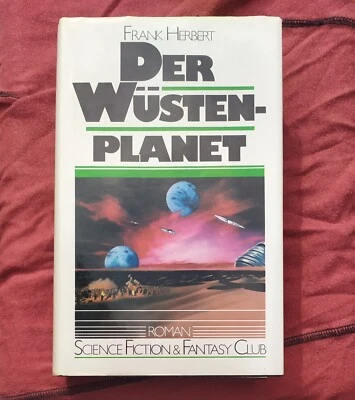 FRANK HERBERT
DER
WÜSTEN-
PLANET
ROMAN
SCIENCE FICTION & FANTASY CLUB